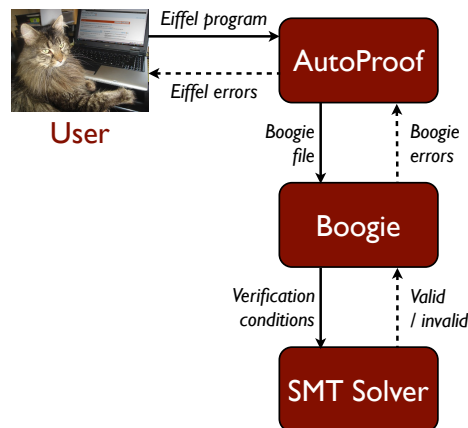 Eiffel program
AutoProof
Eiffel errors
User
Boogie
file
Boogie
errors
Boogie
Verification
conditions
Valid
/ invalid
SMT Solver